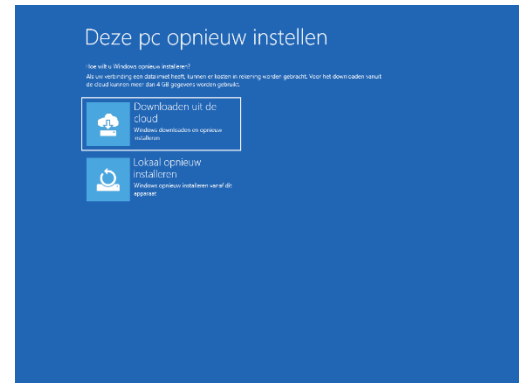 Deze pc opnieuw instellen
Hoe wilt u Windows opnieuw installeren?
Als uw verbinding een datalimiet heeft, kunnen er kosten in rekening worden gebracht. Voor het downloaden vanuit
de cloud kunnen meer dan 4 GB gegevens worden gebruikt.
Downloaden uit de
cloud
Windows downloaden en opnieuw
installeren
Lokaal opnieuw
installeren
Windows opnieuw installeren vanaf dit
apparaat